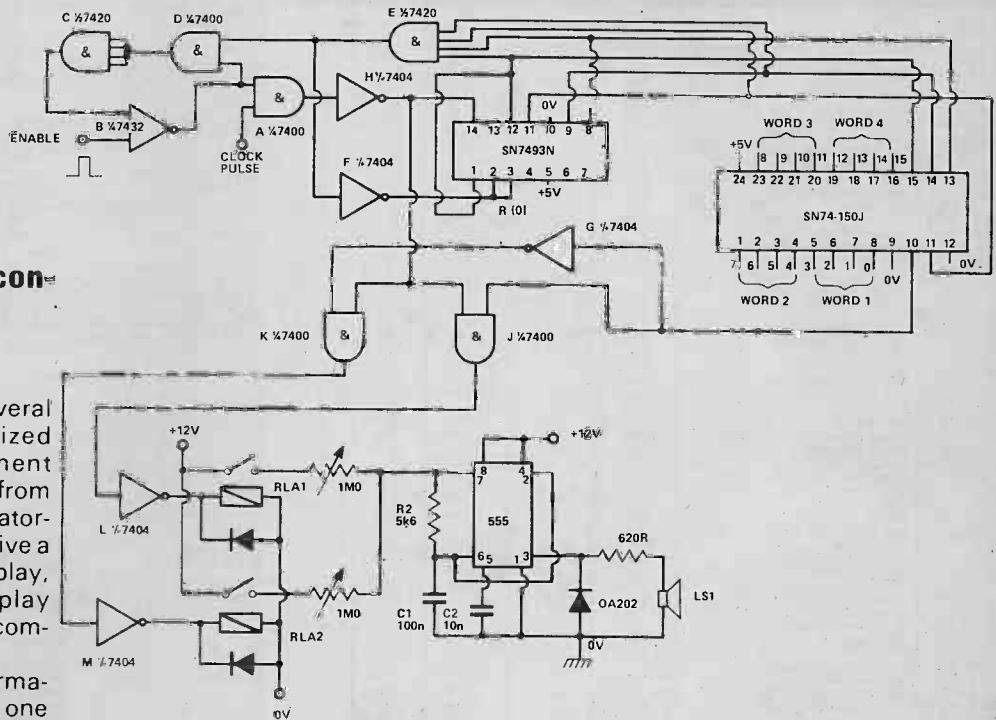 C ½7420
D ¼7400
E ½7420
&
&
&
&
H ⅙7404
B ¼7432
A ¼7400
ENABLE
CLOCK
PULSE
F ⅙7404
0V
14 13 12 11 10 9 8
SN7493N
1 2 3 4 5 6 7
+5V
R (0)
WORD 3
WORD 4
+5V
8 9 10 11 12 13 14 15
24 23 22 21 20 19 18 17 16 15 14 13
SN74-150J
1 2 3 4 5 6 7 8 9 10 11 12
7 6 5 4 3 2 1 0
0V
0V
WORD 2
WORD 1
G ⅙7404
con-
K ¼7400
&
&
J ¼7400
veral
ized
ment
from
ator-
ive a
play,
play
com-
rma-
one
+12V
RLA1
1M0
L ⅙7404
RLA2
1M0
M ⅙7404
0V
R2
5k6
C1
100n
C2
10n
+12V
8 4
7 2
555
6 5 1 3
620R
OA202
LS1
0V